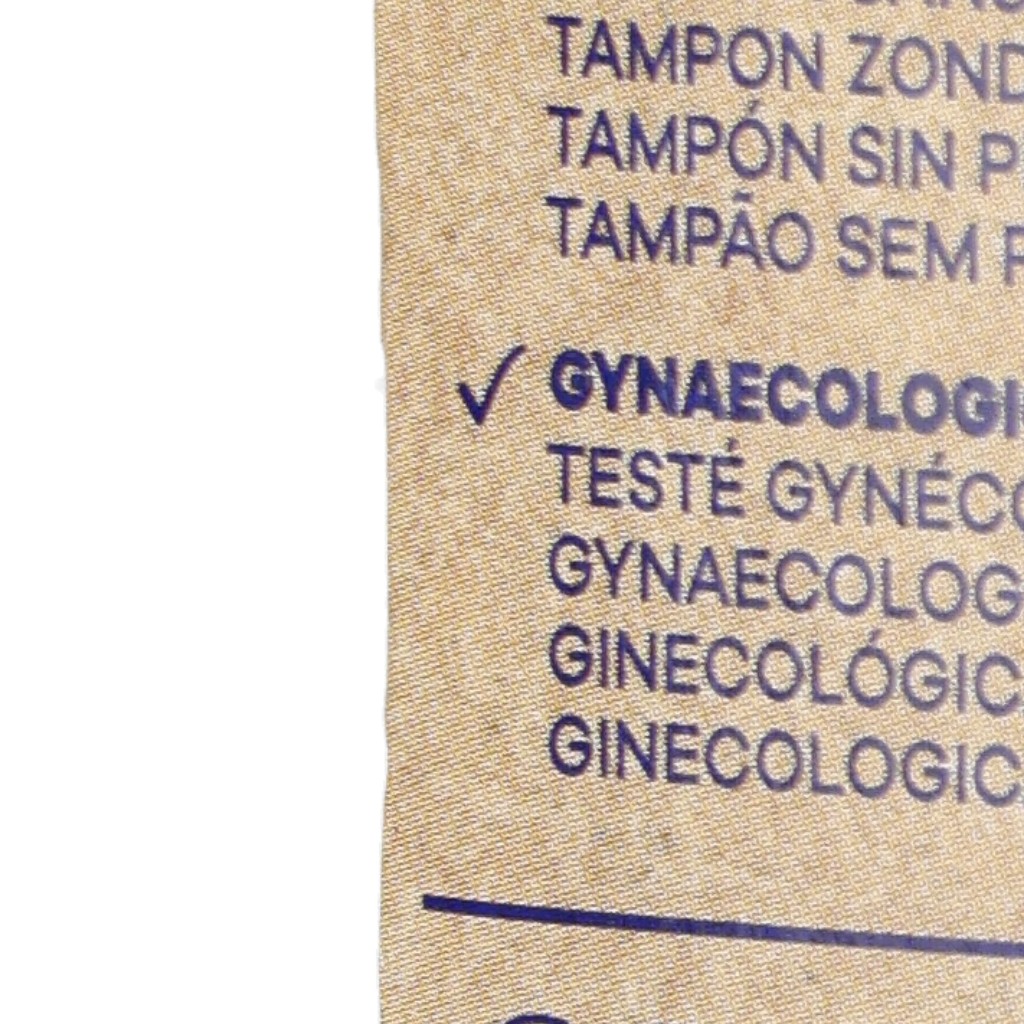 TAMPON ZOND
TAMPÓN SIN P
TAMPÃO SEM P
✓ GYNAECOLOGI
TESTÉ GYNÉCO
GYNAECOLOG
GINECOLÓGIC
GINECOLOGIC